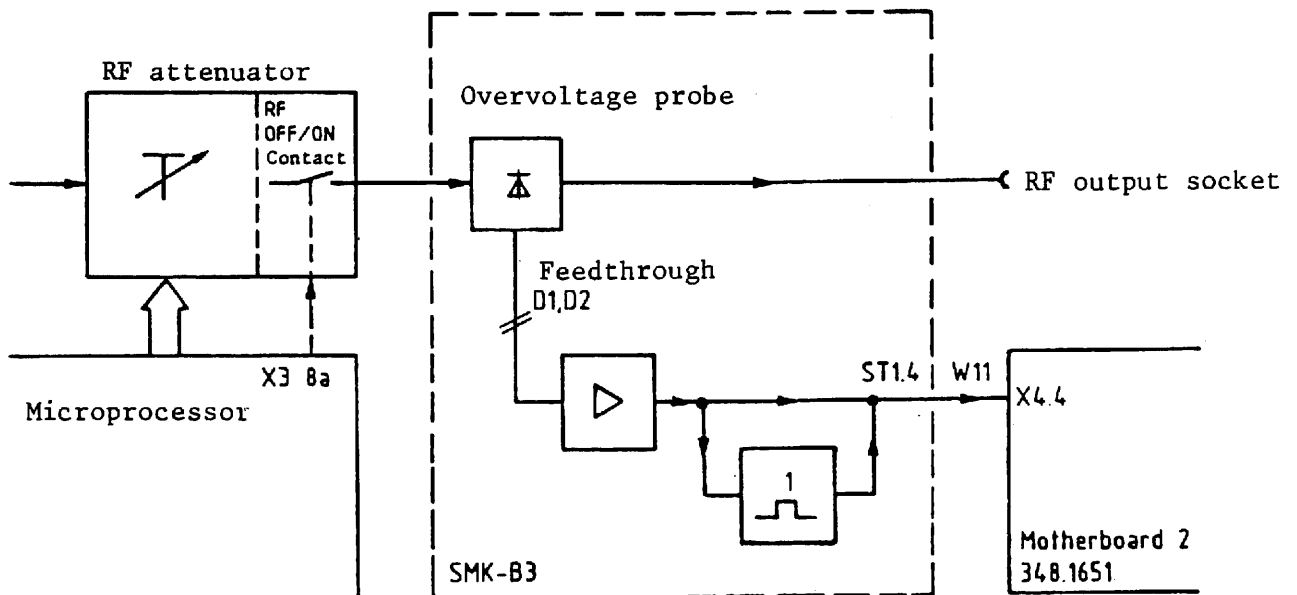 RF attenuator
RF
OFF/ON
Contact
Overvoltage probe
RF output socket
Feedthrough
D1,D2
X3 8a
Microprocessor
ST1.4
W11
X4.4
1
SMK-B3
Motherboard 2
348.1651